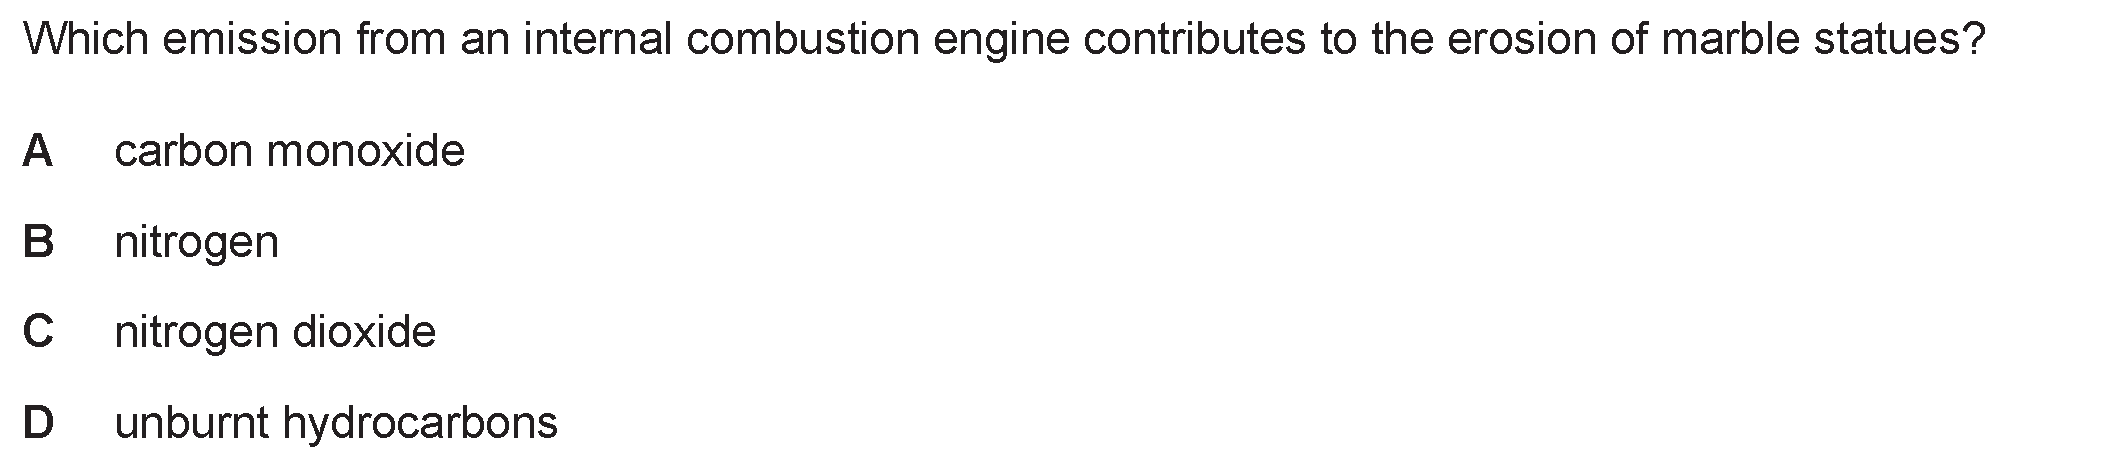 Which emission from an internal combustion engine contributes to the erosion of marble statues?
A carbon monoxide
B nitrogen
C nitrogen dioxide
D unburnt hydrocarbons